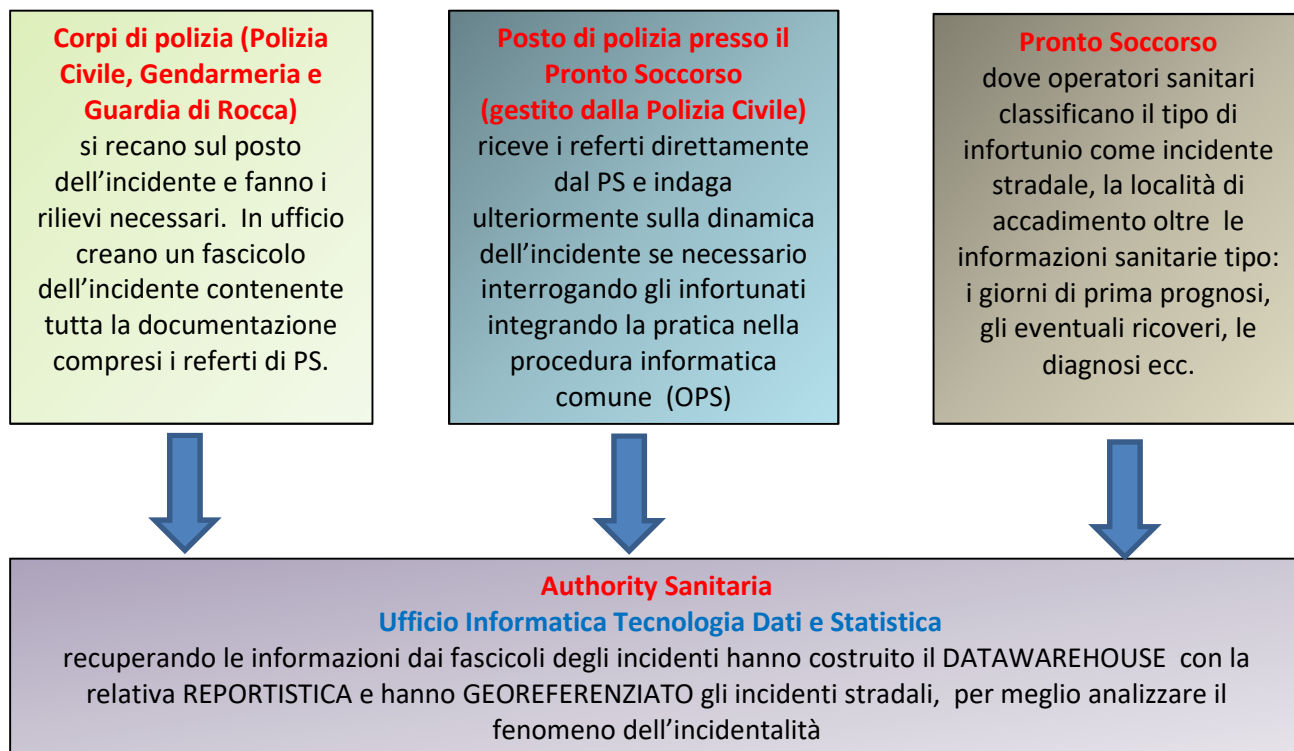 Corpi di polizia (Polizia
Civile, Gendarmeria e
Guardia di Rocca)
si recano sul posto
dell’incidente e fanno i
rilievi necessari. In ufficio
creano un fascicolo
dell’incidente contenente
tutta la documentazione
compresi i referti di PS.
Posto di polizia presso il
Pronto Soccorso
(gestito dalla Polizia Civile)
riceve i referti direttamente
dal PS e indaga
ulteriormente sulla dinamica
dell’incidente se necessario
interrogando gli infortunati
integrando la pratica nella
procedura informatica
comune (OPS)
Pronto Soccorso
dove operatori sanitari
classificano il tipo di
infortunio come incidente
stradale, la località di
accadimento oltre le
informazioni sanitarie tipo:
i giorni di prima prognosi,
gli eventuali ricoveri, le
diagnosi ecc.
Authority Sanitaria
Ufficio Informatica Tecnologia Dati e Statistica
recuperando le informazioni dai fascicoli degli incidenti hanno costruito il DATAWAREHOUSE con la
relativa REPORTISTICA e hanno GEOREFERENZIATO gli incidenti stradali, per meglio analizzare il
fenomeno dell’incidentalità